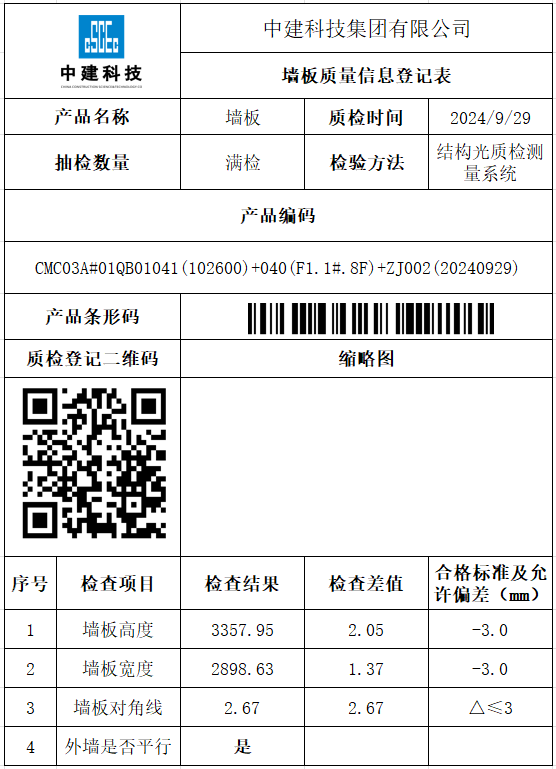 CSCEC
中建科技
CHINA CONSTRUCTION SCIENCE&TECHNOLOGY CO
中建科技集团有限公司
墙板质量信息登记表
产品名称 墙板 质检时间 2024/9/29
抽检数量 满检 检验方法 结构光质检测
量系统
产品编码
CMC03A#01QB01041(102600)+040(F1.1#.8F)+ZJ002(20240929)
产品条形码
质检登记二维码 缩略图
序号 检查项目 检查结果 检查差值 合格标准及允
许偏差（mm）
1 墙板高度 3357.95 2.05 -3.0
2 墙板宽度 2898.63 1.37 -3.0
3 墙板对角线 2.67 2.67 △≤3
4 外墙是否平行 是